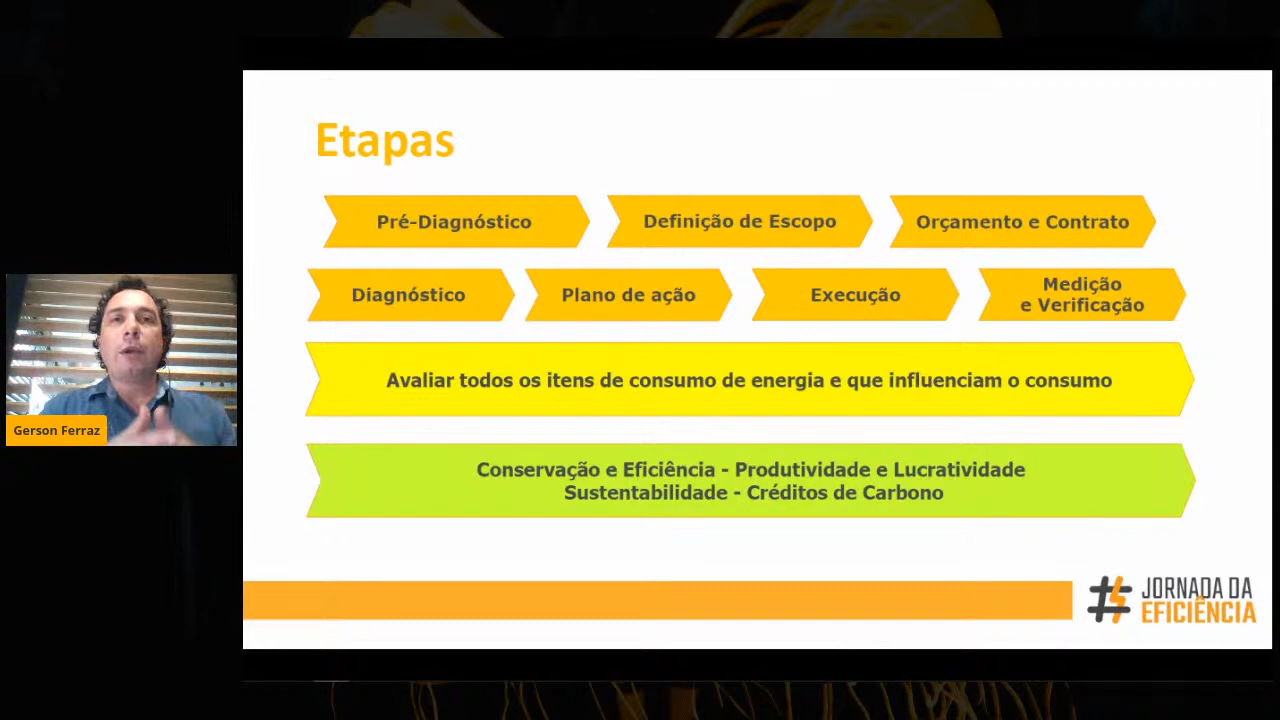 Etapas
Pré-Diagnóstico
Definição de Escopo
Orçamento e Contrato
Diagnóstico
Plano de ação
Execução
Medição
e Verificação
Avaliar todos os itens de consumo de energia e que influenciam o consumo
Conservação e Eficiência - Produtividade e Lucratividade
Sustentabilidade - Créditos de Carbono
Gerson Ferraz
JORNADA DA
EFICIÊNCIA